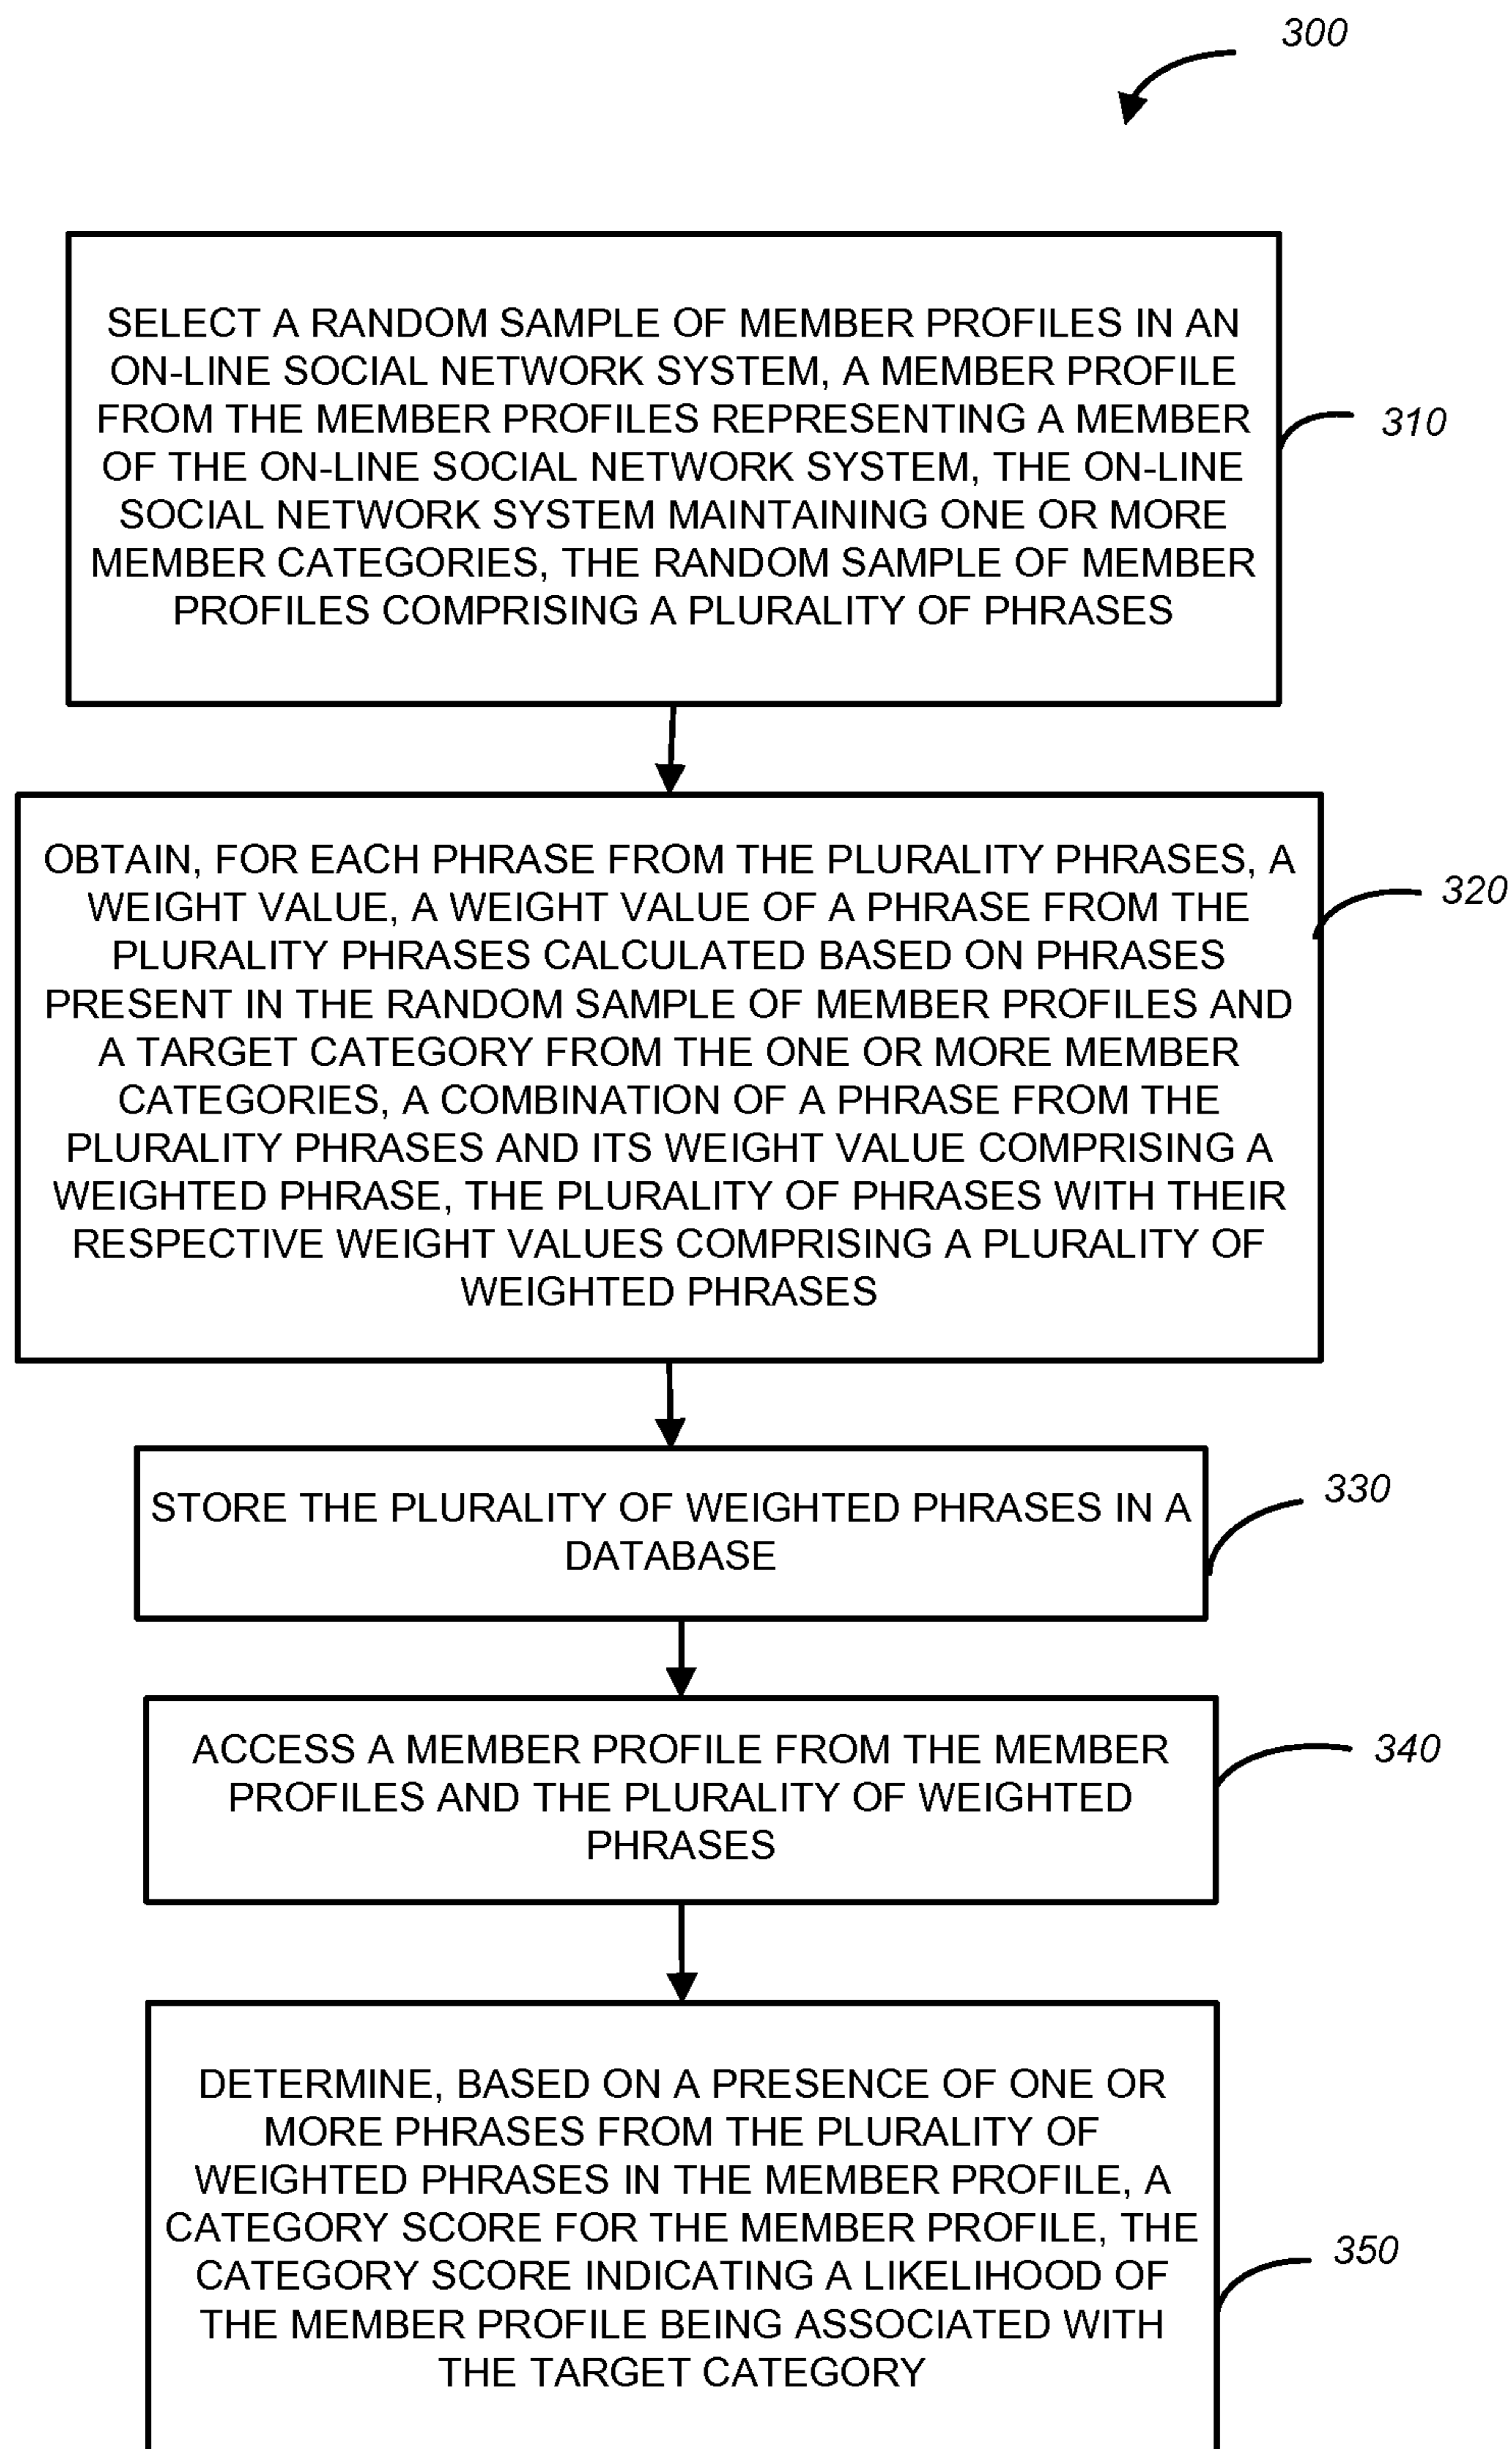 300
SELECT A RANDOM SAMPLE OF MEMBER PROFILES IN AN
ON-LINE SOCIAL NETWORK SYSTEM, A MEMBER PROFILE
FROM THE MEMBER PROFILES REPRESENTING A MEMBER
OF THE ON-LINE SOCIAL NETWORK SYSTEM, THE ON-LINE
SOCIAL NETWORK SYSTEM MAINTAINING ONE OR MORE
MEMBER CATEGORIES, THE RANDOM SAMPLE OF MEMBER
PROFILES COMPRISING A PLURALITY OF PHRASES
310
OBTAIN, FOR EACH PHRASE FROM THE PLURALITY PHRASES, A
WEIGHT VALUE, A WEIGHT VALUE OF A PHRASE FROM THE
PLURALITY PHRASES CALCULATED BASED ON PHRASES
PRESENT IN THE RANDOM SAMPLE OF MEMBER PROFILES AND
A TARGET CATEGORY FROM THE ONE OR MORE MEMBER
CATEGORIES, A COMBINATION OF A PHRASE FROM THE
PLURALITY PHRASES AND ITS WEIGHT VALUE COMPRISING A
WEIGHTED PHRASE, THE PLURALITY OF PHRASES WITH THEIR
RESPECTIVE WEIGHT VALUES COMPRISING A PLURALITY OF
WEIGHTED PHRASES
320
STORE THE PLURALITY OF WEIGHTED PHRASES IN A
DATABASE
330
ACCESS A MEMBER PROFILE FROM THE MEMBER
PROFILES AND THE PLURALITY OF WEIGHTED
PHRASES
340
DETERMINE, BASED ON A PRESENCE OF ONE OR
MORE PHRASES FROM THE PLURALITY OF
WEIGHTED PHRASES IN THE MEMBER PROFILE, A
CATEGORY SCORE FOR THE MEMBER PROFILE, THE
CATEGORY SCORE INDICATING A LIKELIHOOD OF
THE MEMBER PROFILE BEING ASSOCIATED WITH
THE TARGET CATEGORY
350